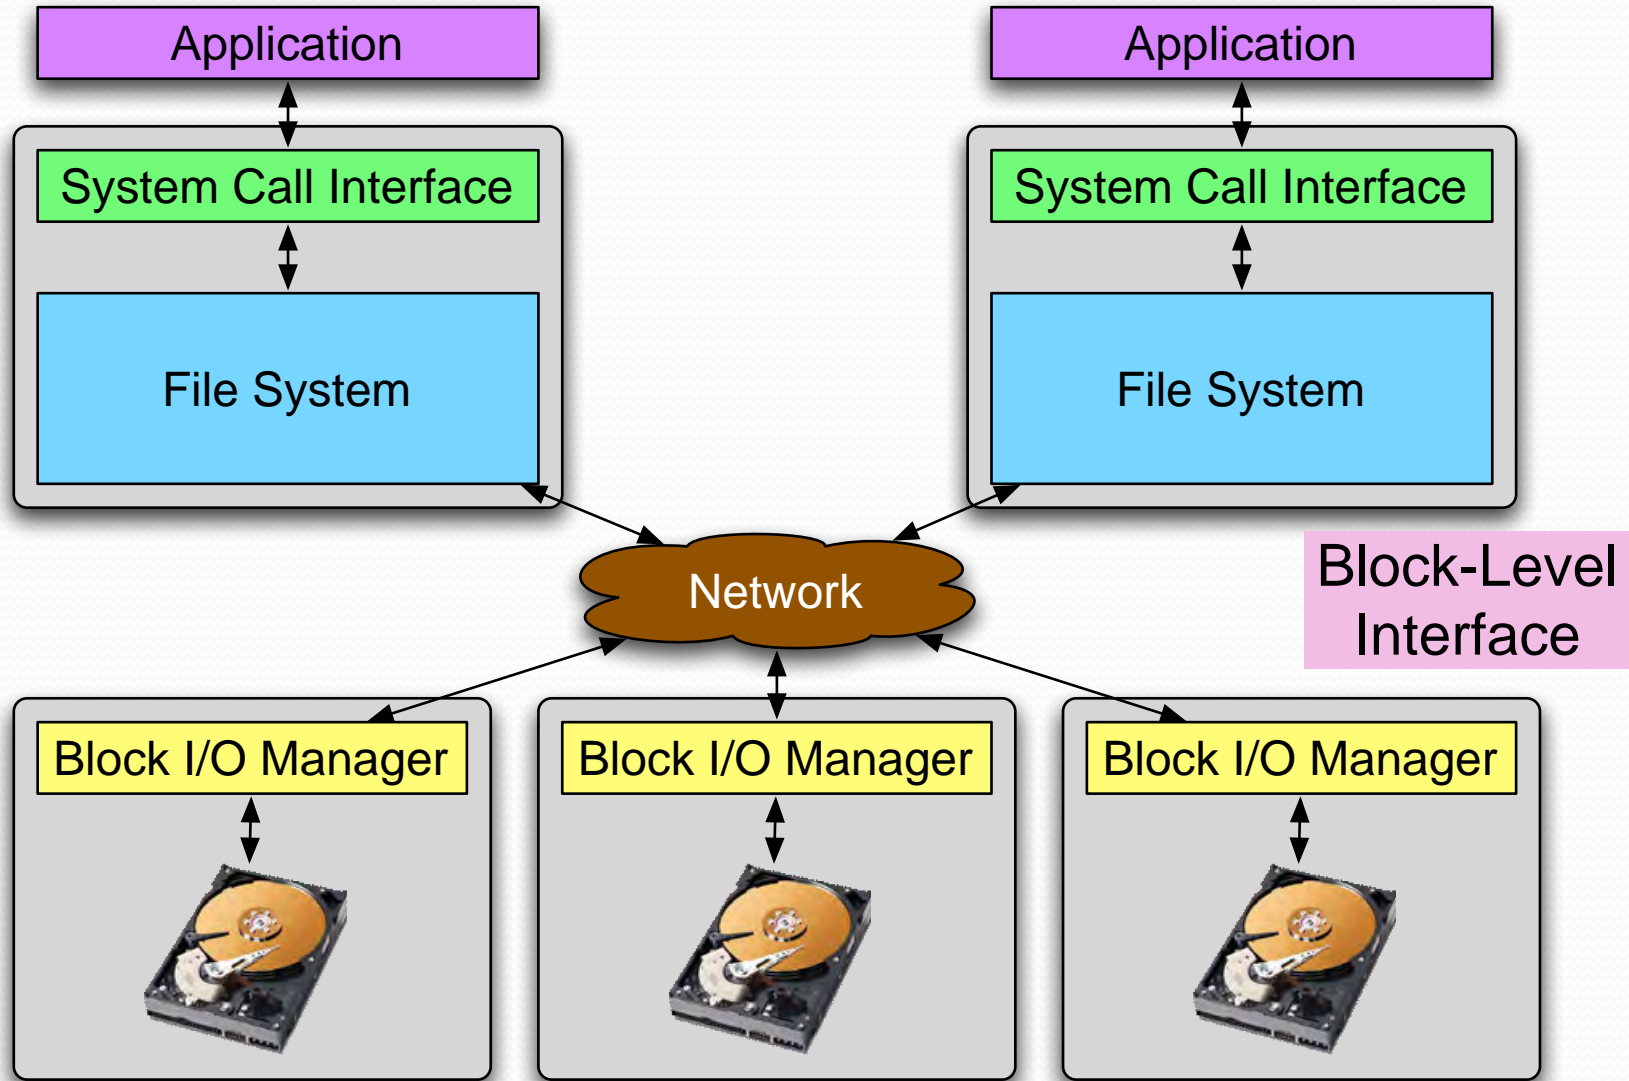 Application
Application
System Call Interface
System Call Interface
File System
File System
Network
Block-Level
Interface
Block I/O Manager
Block I/O Manager
Block I/O Manager